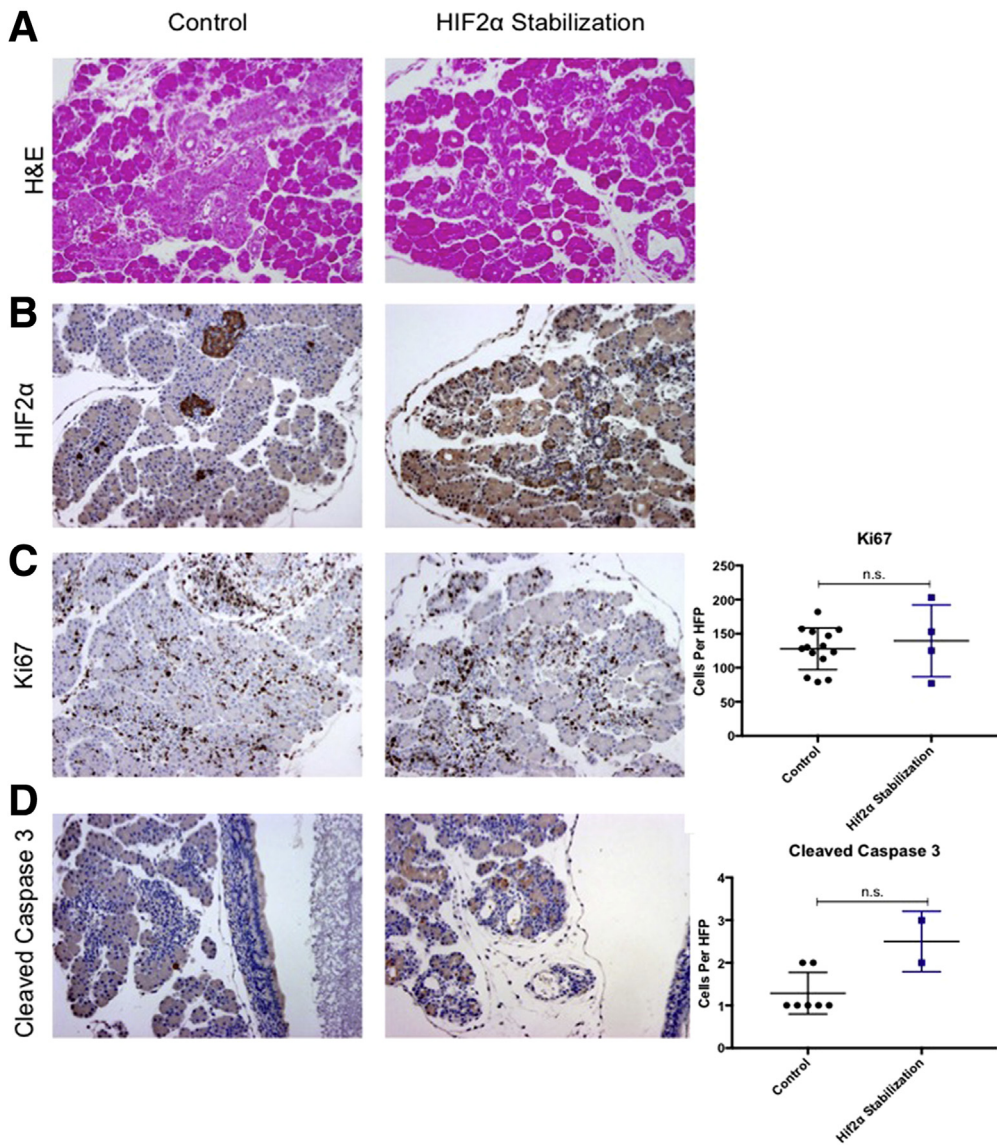 A
Control
HIF2α Stabilization
H&E
B
HIF2α
C
Ki67
Ki67
n.s.
250
200
150
100
50
0
Cells Per HFP
Control
Hif2α Stabilization
D
Cleaved Caspase 3
Cleaved Caspase 3
n.s.
4
3
2
1
0
Cells Per HFP
Control
Hif2α Stabilization